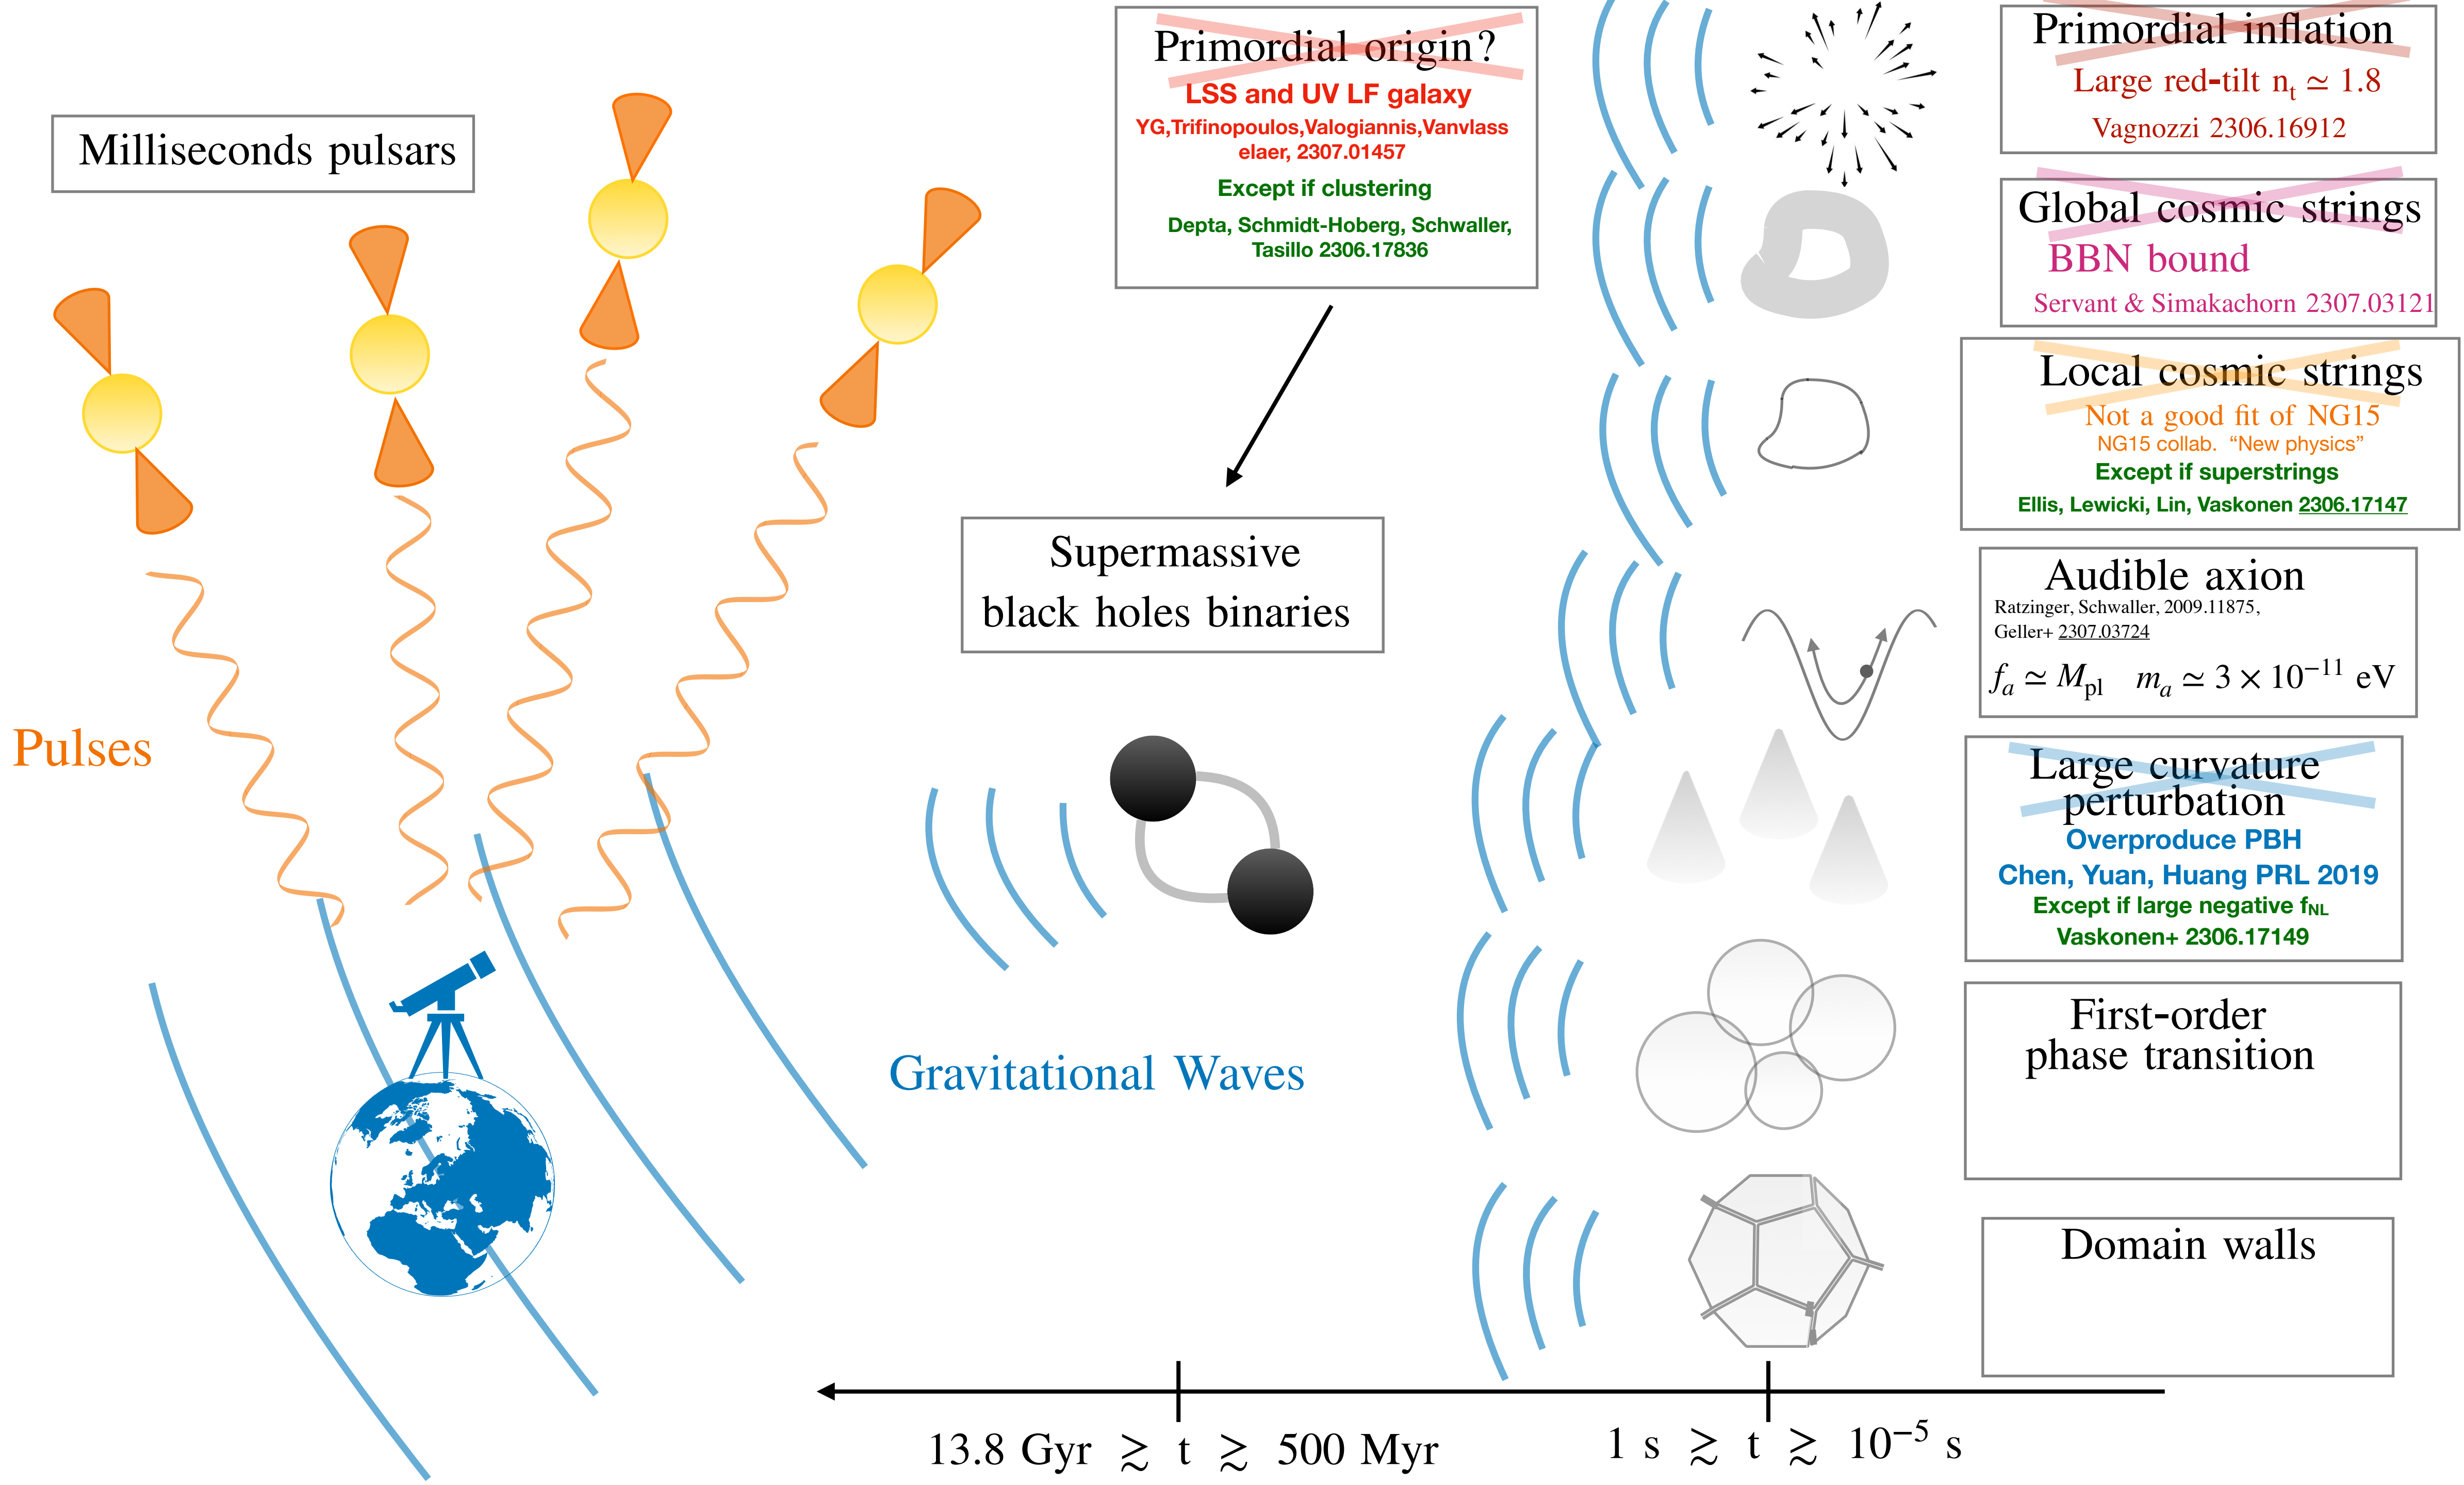 Milliseconds pulsars
Pulses
Gravitational Waves
Primordial origin?
LSS and UV LF galaxy
YG,Trifinopoulos,Valogiannis,Vanvlass
elaer, 2307.01457
Except if clustering
Depta, Schmidt-Hoberg, Schwaller,
Tasillo 2306.17836
Supermassive
black holes binaries
Primordial inflation
Large red-tilt nₜ ≃ 1.8
Vagnozzi 2306.16912
Global cosmic strings
BBN bound
Servant & Simakachorn 2307.03121
Local cosmic strings
Not a good fit of NG15
NG15 collab. “New physics”
Except if superstrings
Ellis, Lewicki, Lin, Vaskonen 2306.17147
Audible axion
Ratzinger, Schwaller, 2009.11875,
Geller+ 2307.03724
fₐ ≃ M_pl mₐ ≃ 3 × 10⁻¹¹ eV
Large curvature
perturbation
Overproduce PBH
Chen, Yuan, Huang PRL 2019
Except if large negative f_NL
Vaskonen+ 2306.17149
First-order
phase transition
Domain walls
13.8 Gyr ≳ t ≳ 500 Myr
1 s ≳ t ≳ 10⁻⁵ s